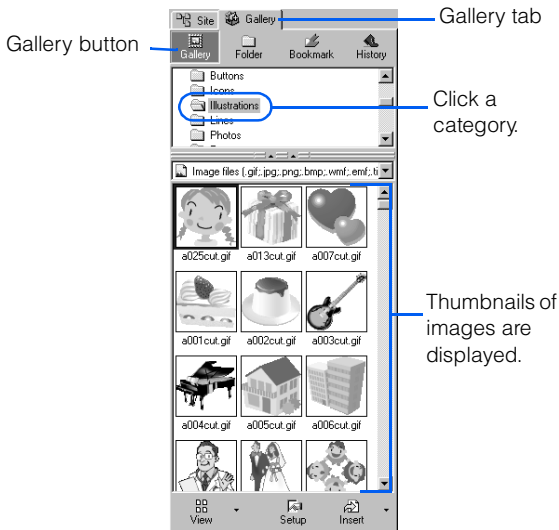 Site Gallery
Gallery tab
Gallery button
Gallery Folder Bookmark History
Buttons
Icons
Illustrations
Click a
category.
Lines
Photos
Image files (.gif;.jpg;.png;.bmp;.wmf;.emf;.ti
a025cut.gif a013cut.gif a007cut.gif
a001cut.gif a002cut.gif a003cut.gif
Thumbnails of
images are
displayed.
a004cut.gif a005cut.gif a006cut.gif
View Setup Insert